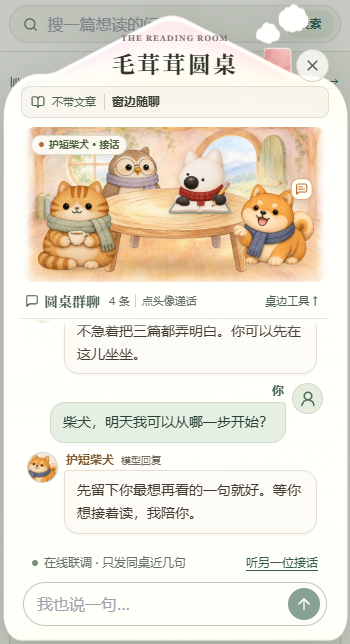 搜一篇想读的
索
THE READING ROOM
毛茸茸圆桌
不带文章
窗边随聊
护短柴犬 • 接话
圆桌群聊 4 条 点头像递话 桌边工具↑
不急着把三篇都弄明白。你可以先在
这儿坐坐。
你
柴犬，明天我可以从哪一步开始？
护短柴犬 模型回复
先留下你最想再看的一句就好。等你
想接着读，我陪你。
在线联调 · 只发同桌近几句 听另一位接话
我也说一句...